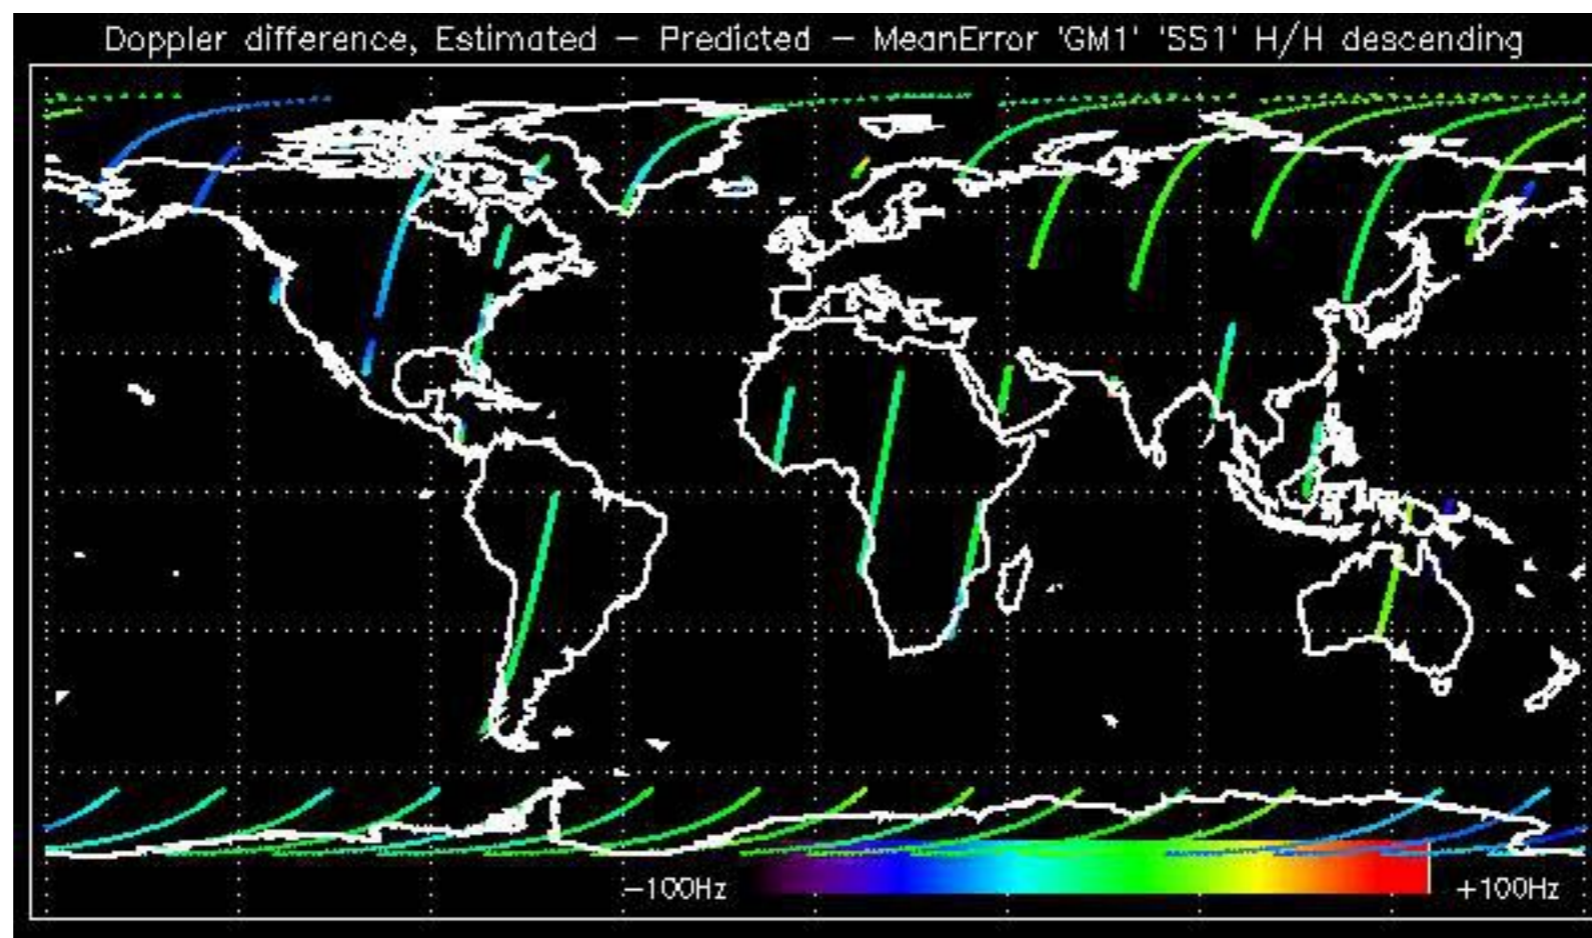 Doppler difference, Estimated – Predicted – MeanError 'GM1' 'SS1' H/H descending
–100Hz +100Hz